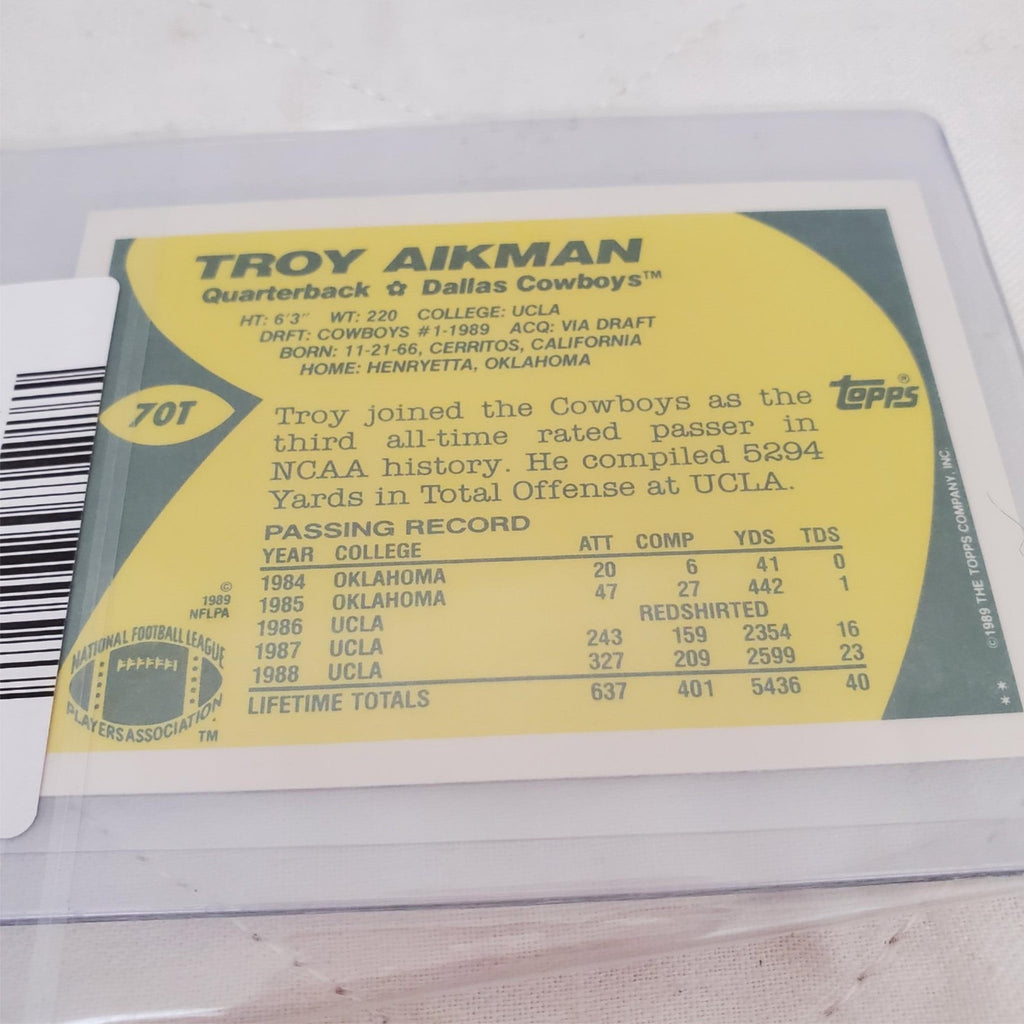 TROY AIKMAN
Quarterback ✿ Dallas Cowboys™
HT: 6'3" WT: 220 COLLEGE: UCLA
DRFT: COWBOYS #1-1989 ACQ: VIA DRAFT
BORN: 11-21-66, CERRITOS, CALIFORNIA
HOME: HENRYETTA, OKLAHOMA
70T
TOPPS®
Troy joined the Cowboys as the
third all-time rated passer in
NCAA history. He compiled 5294
Yards in Total Offense at UCLA.
PASSING RECORD
YEAR COLLEGE ATT COMP YDS TDS
1984 OKLAHOMA 20 6 41 0
1985 OKLAHOMA 47 27 442 1
1986 UCLA REDSHIRTED
1987 UCLA 243 159 2354 16
1988 UCLA 327 209 2599 23
LIFETIME TOTALS 637 401 5436 40
©
1989
NFLPA
NATIONAL FOOTBALL LEAGUE
PLAYERS ASSOCIATION
TM
© 1989 THE TOPPS COMPANY, INC.
**